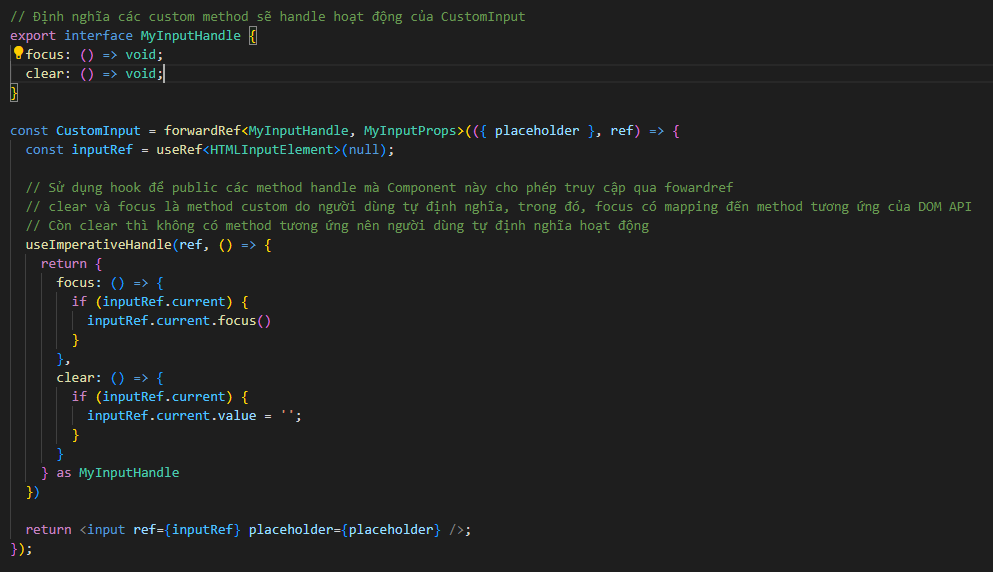 // Định nghĩa các custom method sẽ handle hoạt động của CustomInput
export interface MyInputHandle {
  focus: () => void;
  clear: () => void;
}
const CustomInput = forwardRef<MyInputHandle, MyInputProps>(({ placeholder }, ref) => {
  const inputRef = useRef<HTMLInputElement>(null);
  // Sử dụng hook để public các method handle mà Component này cho phép truy cập qua fowardref
  // clear và focus là method custom do người dùng tự định nghĩa, trong đó, focus có mapping đến method tương ứng của DOM API
  // Còn clear thì không có method tương ứng nên người dùng tự định nghĩa hoạt động
  useImperativeHandle(ref, () => {
    return {
      focus: () => {
        if (inputRef.current) {
          inputRef.current.focus()
        }
      },
      clear: () => {
        if (inputRef.current) {
          inputRef.current.value = '';
        }
      }
    } as MyInputHandle
  })
  return <input ref={inputRef} placeholder={placeholder} />;
});